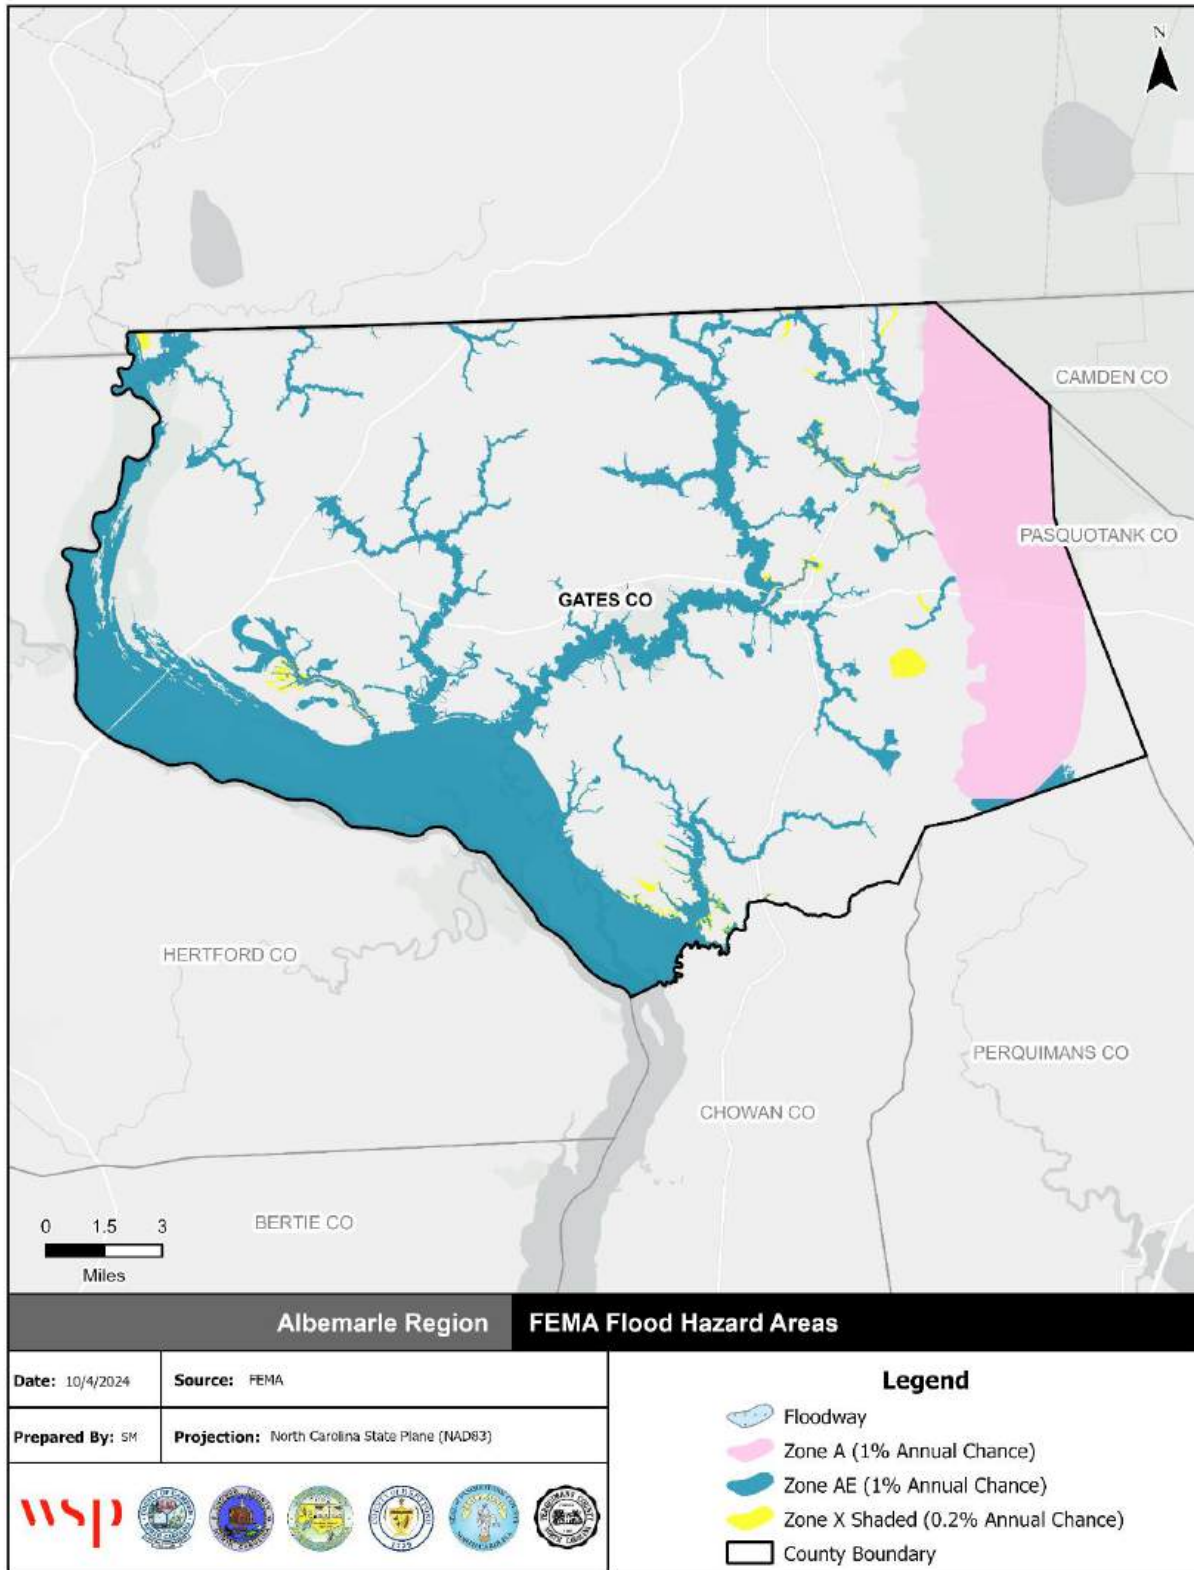 N
CAMDEN CO
PASQUOTANK CO
GATES CO
HERTFORD CO
PERQUIMANS CO
CHOWAN CO
BERTIE CO
0 1.5 3
Miles
Albemarle Region FEMA Flood Hazard Areas
Date: 10/4/2024 Source: FEMA
Prepared By: SM Projection: North Carolina State Plane (NAD83)
wsp
Legend
Floodway
Zone A (1% Annual Chance)
Zone AE (1% Annual Chance)
Zone X Shaded (0.2% Annual Chance)
County Boundary